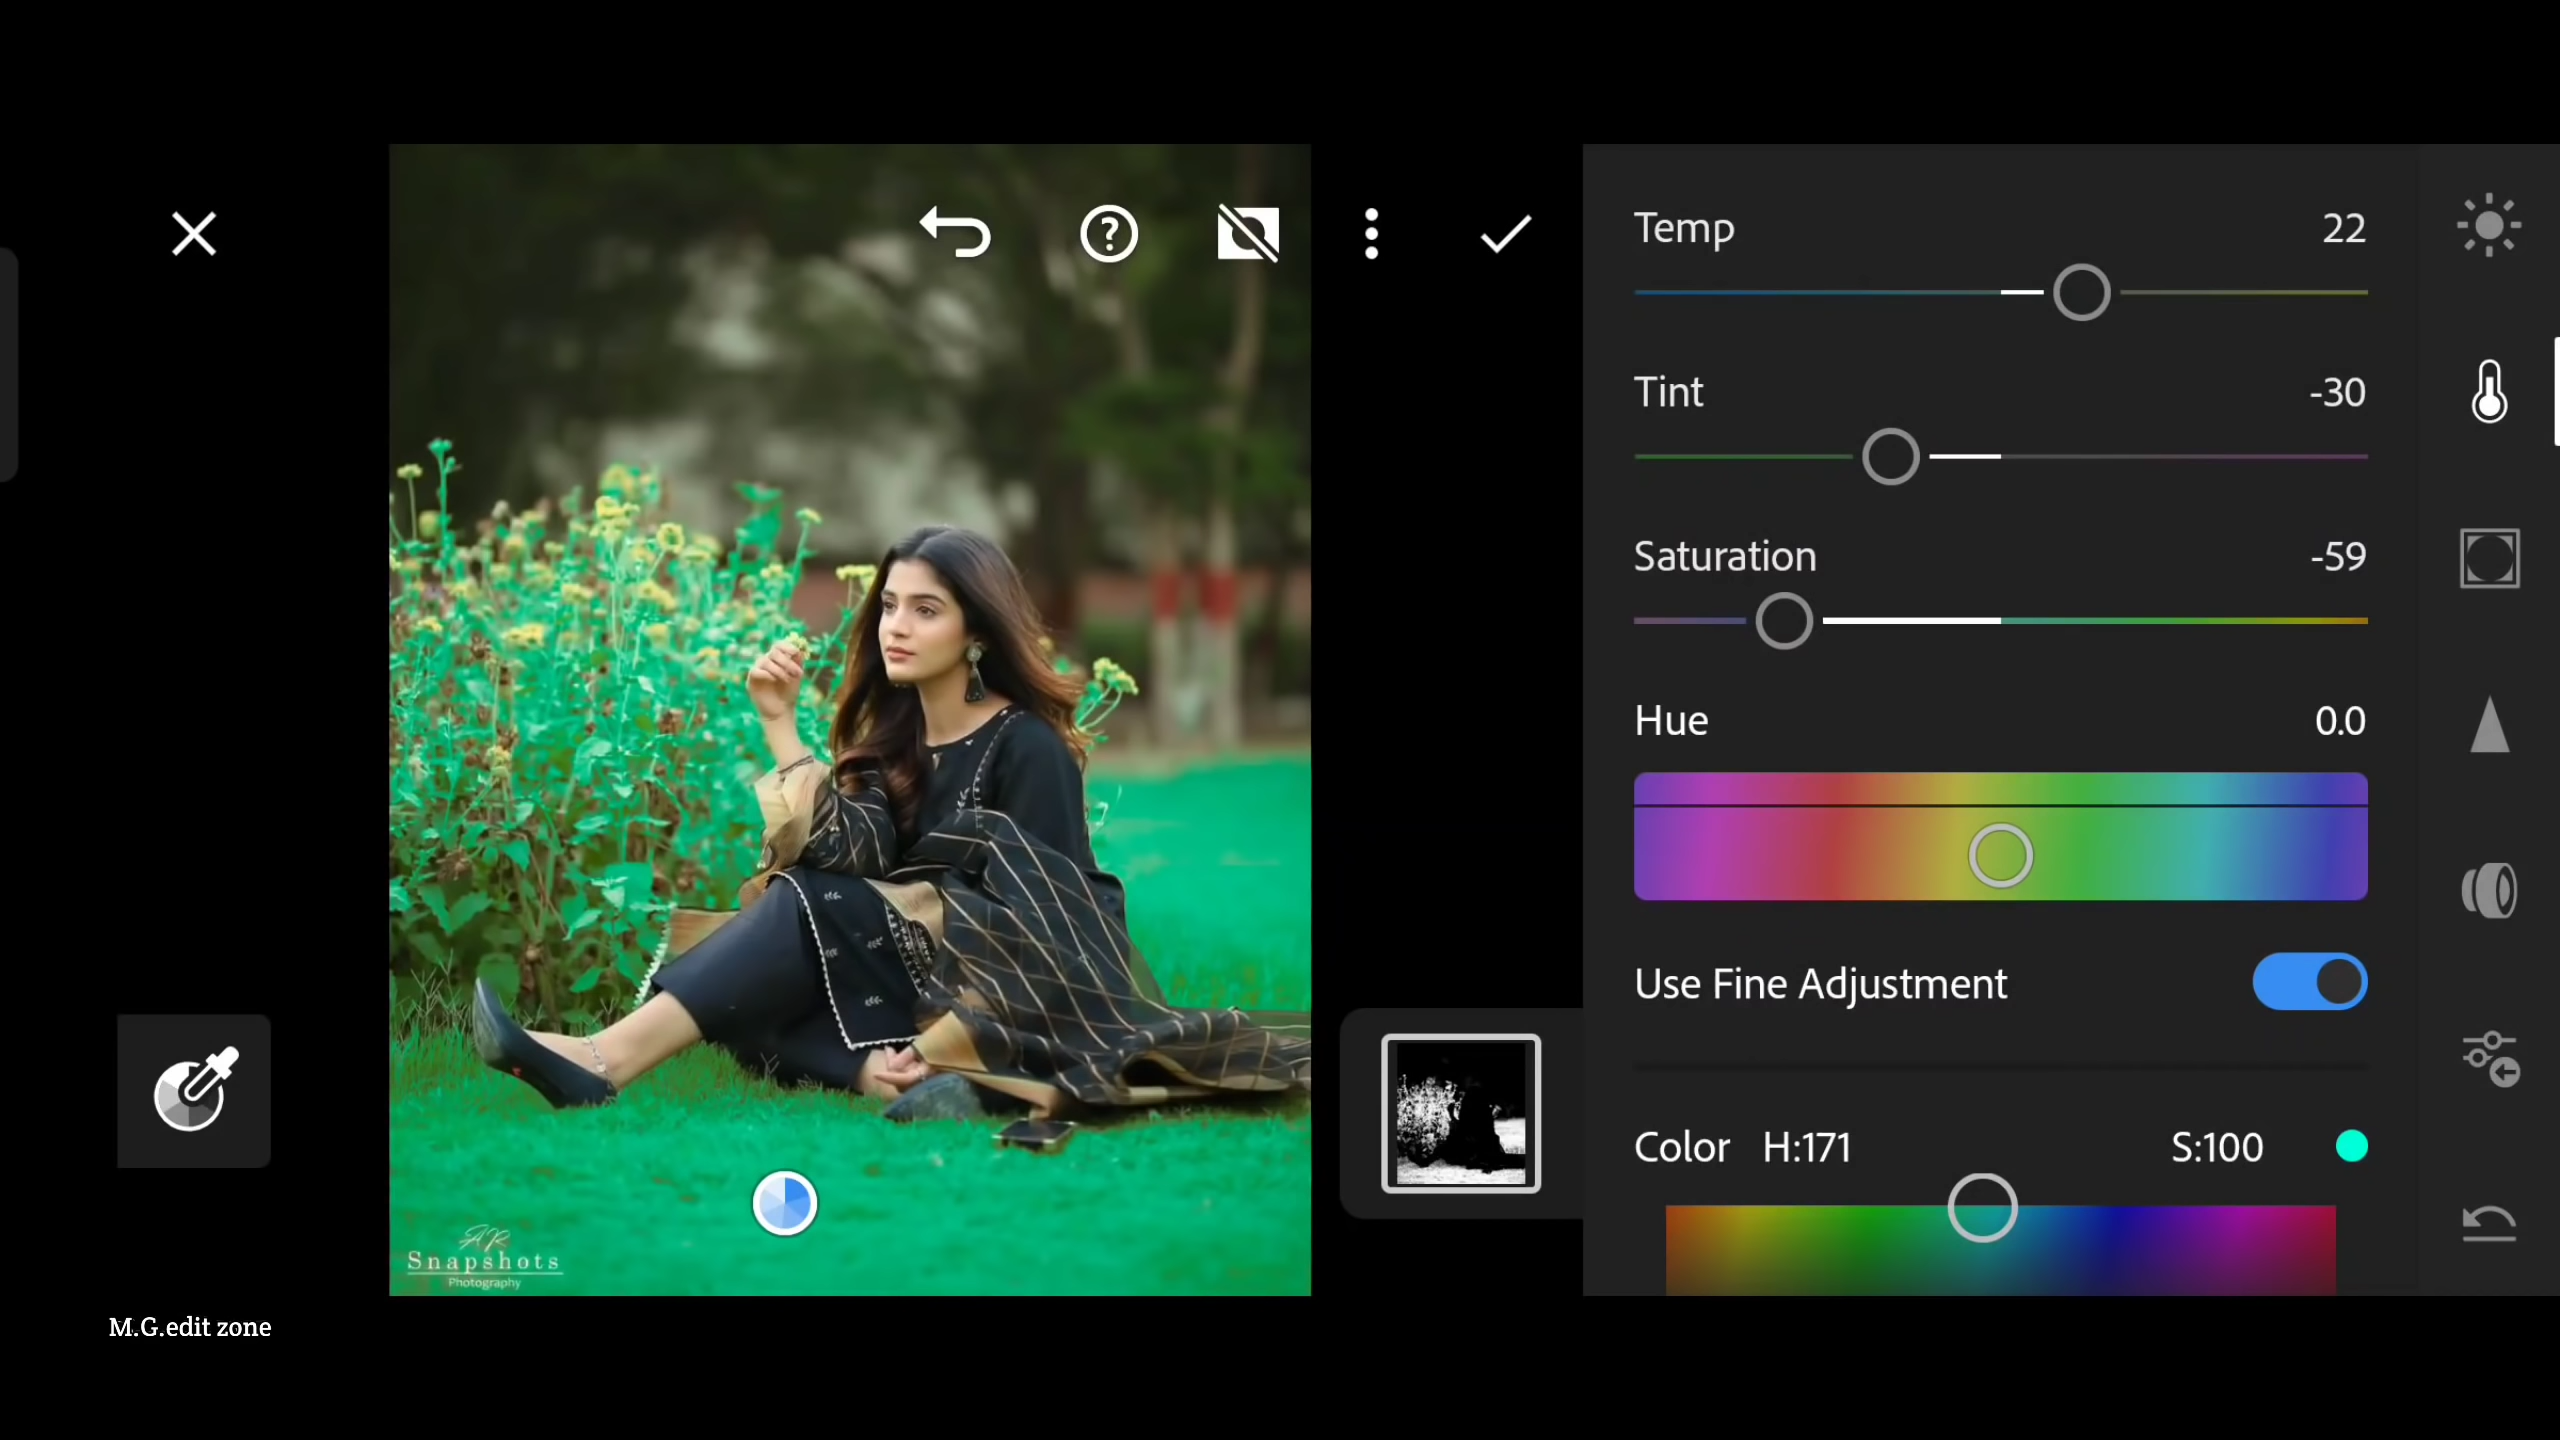 Temp 22
Tint -30
Saturation -59
Hue 0.0
Use Fine Adjustment
Color H:171 S:100
AR
Snapshots
Photography
M.G.edit zone